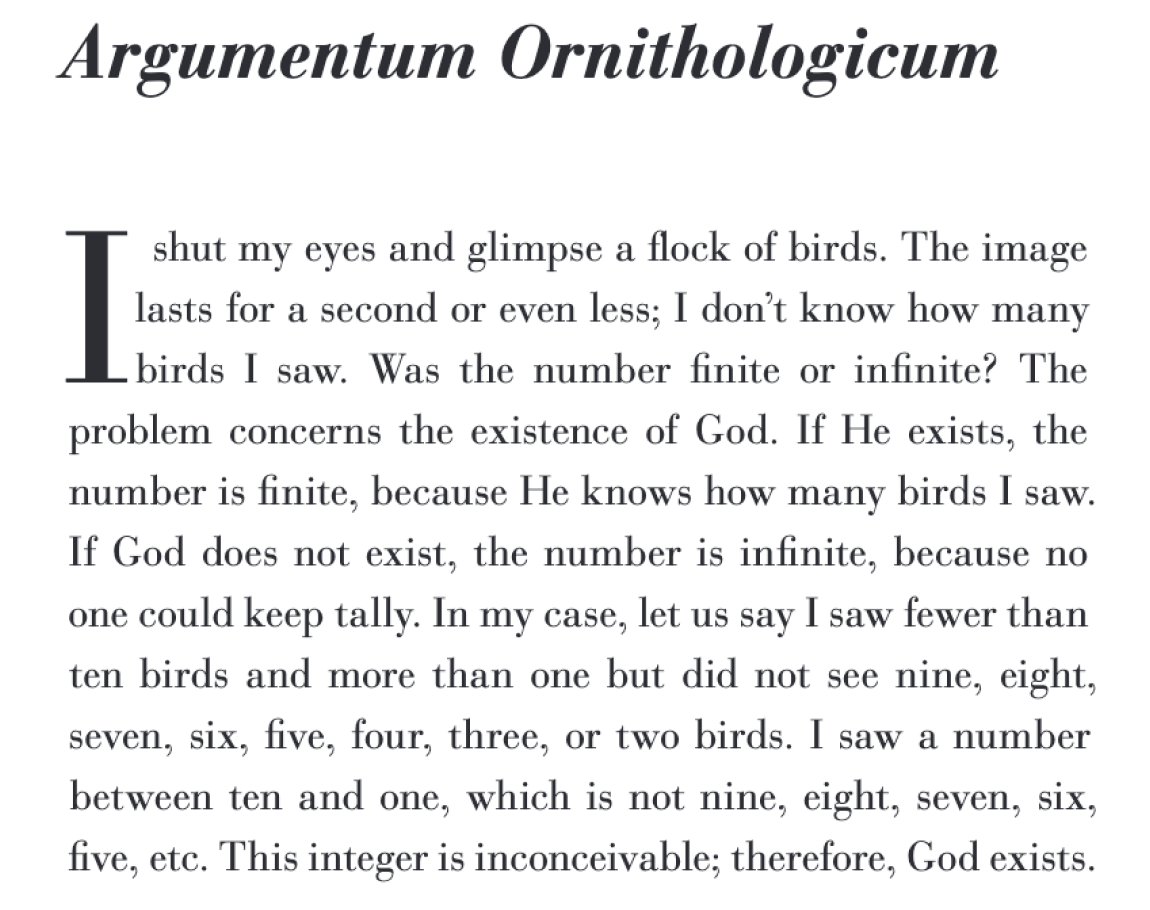 Argumentum Ornithologicum
I shut my eyes and glimpse a flock of birds. The image
lasts for a second or even less; I don’t know how many
birds I saw. Was the number finite or infinite? The
problem concerns the existence of God. If He exists, the
number is finite, because He knows how many birds I saw.
If God does not exist, the number is infinite, because no
one could keep tally. In my case, let us say I saw fewer than
ten birds and more than one but did not see nine, eight,
seven, six, five, four, three, or two birds. I saw a number
between ten and one, which is not nine, eight, seven, six,
five, etc. This integer is inconceivable; therefore, God exists.